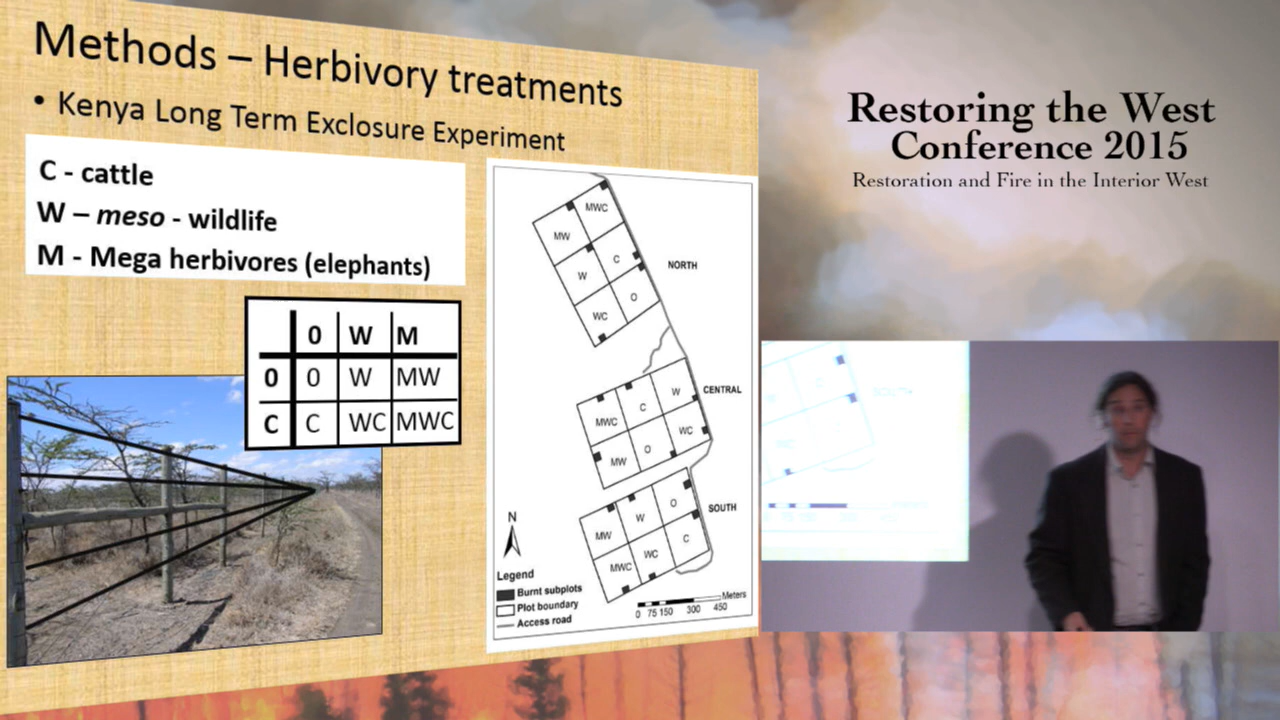 Methods – Herbivory treatments
• Kenya Long Term Exclosure Experiment
C - cattle
W – meso - wildlife
M - Mega herbivores (elephants)
0 W M
0 0 W MW
C C WC MWC
MWC
MW
C
W
O
WC
NORTH
W
C
MWC
WC
O
MW
CENTRAL
O
W
MW
C
WC
MWC
SOUTH
N
Legend
Burnt subplots
Plot boundary
Access road
Meters
0 75 150 300 450
Restoring the West
Conference 2015
Restoration and Fire in the Interior West
SOUTH